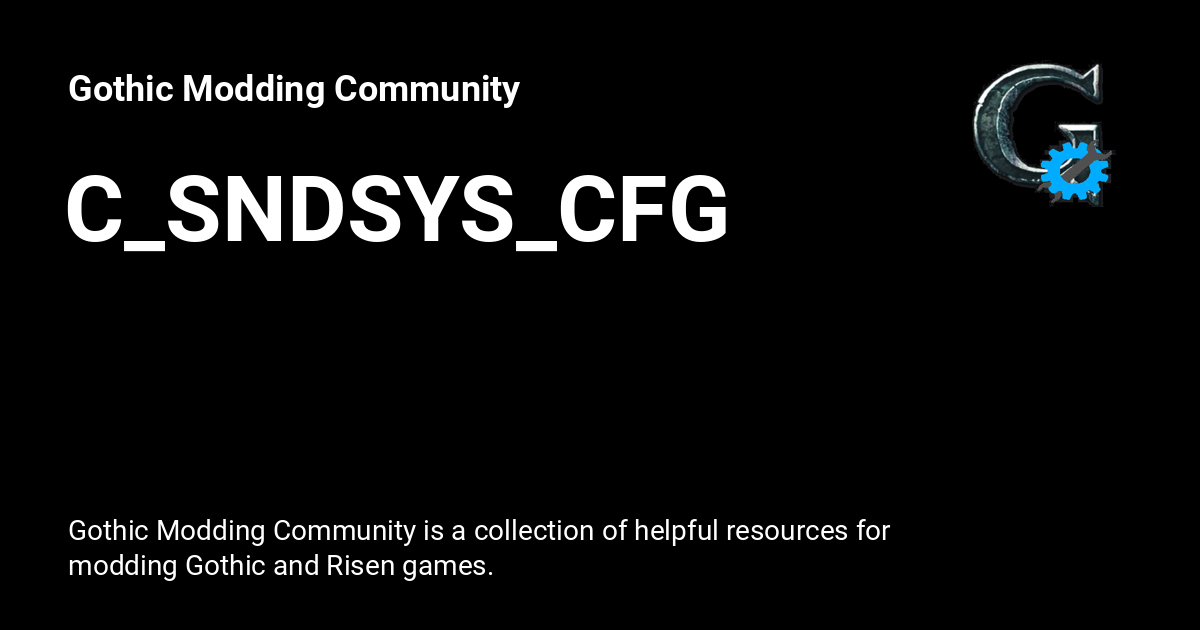 Gothic Modding Community
C_SNDSYS_CFG
Gothic Modding Community is a collection of helpful resources for
modding Gothic and Risen games.